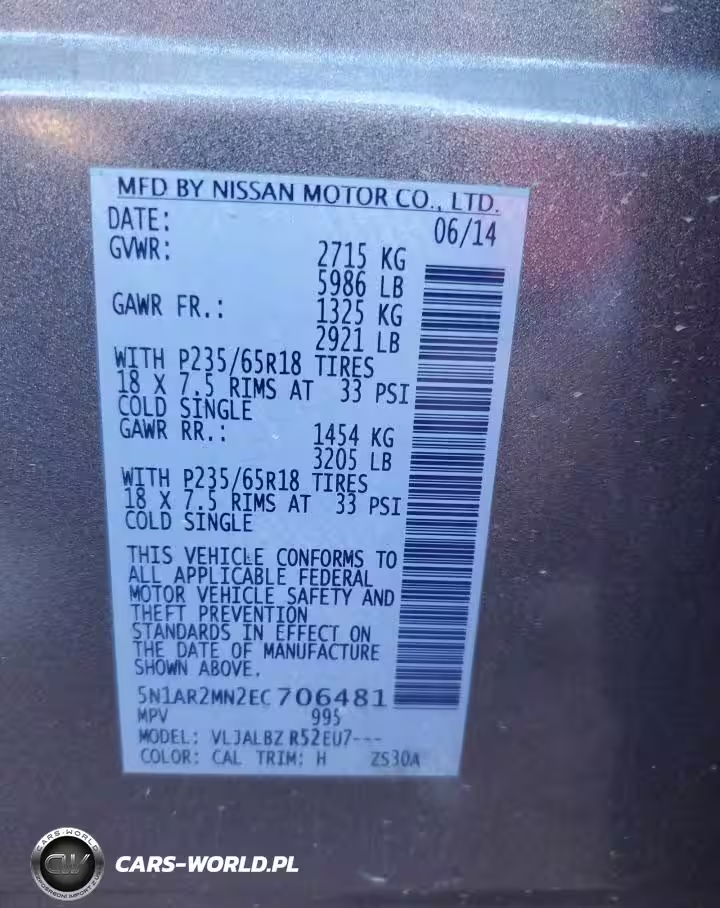 MFD BY NISSAN MOTOR CO., LTD.
DATE: 06/14
GVWR: 2715 KG
5986 LB
GAWR FR.: 1325 KG
2921 LB
WITH P235/65R18 TIRES
18 X 7.5 RIMS AT 33 PSI
COLD SINGLE
GAWR RR.: 1454 KG
3205 LB
WITH P235/65R18 TIRES
18 X 7.5 RIMS AT 33 PSI
COLD SINGLE
THIS VEHICLE CONFORMS TO
ALL APPLICABLE FEDERAL
MOTOR VEHICLE SAFETY AND
THEFT PREVENTION
STANDARDS IN EFFECT ON
THE DATE OF MANUFACTURE
SHOWN ABOVE.
5N1AR2MN2EC706481
MPV 995
MODEL: VLJALBZ R52EU7---
COLOR: CAL TRIM: H ZS30A
CARS-WORLD
CW
CARS-WORLD.PL